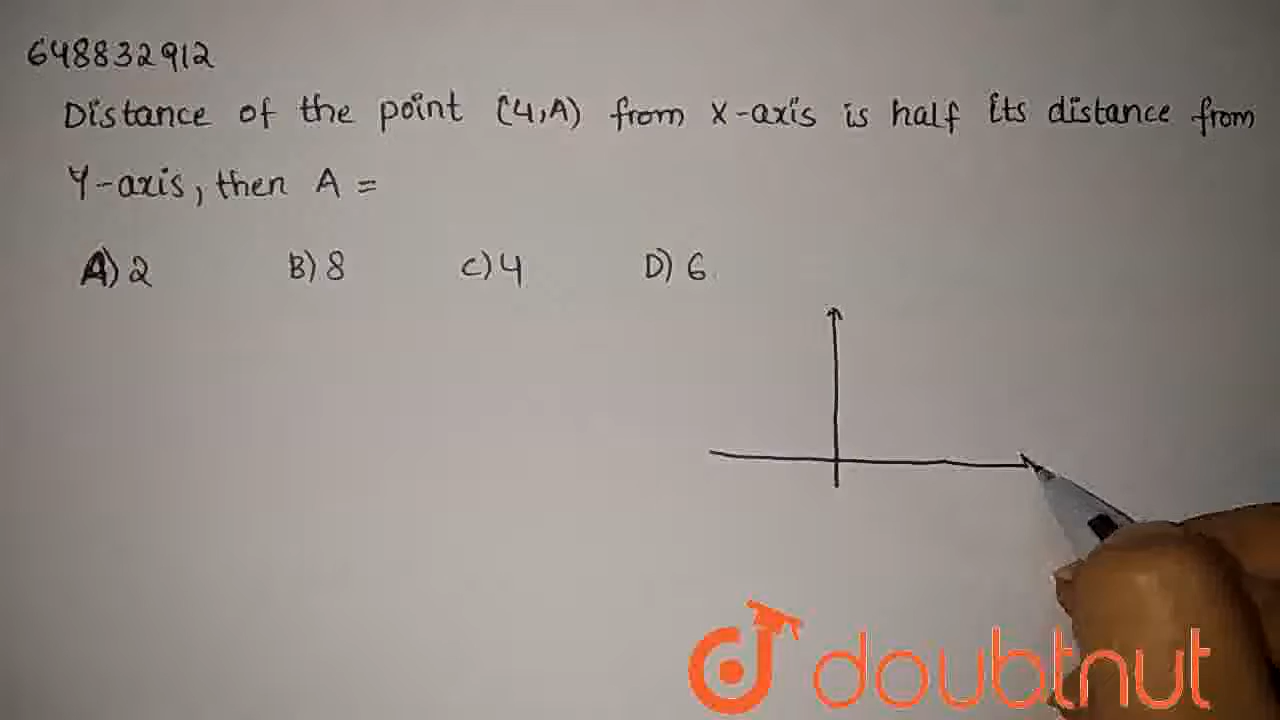 648832912
Distance of the point (4,A) from X-axis is half its distance from
Y-axis, then A =
A) 2 B) 8 C) 4 D) 6
doubtnut